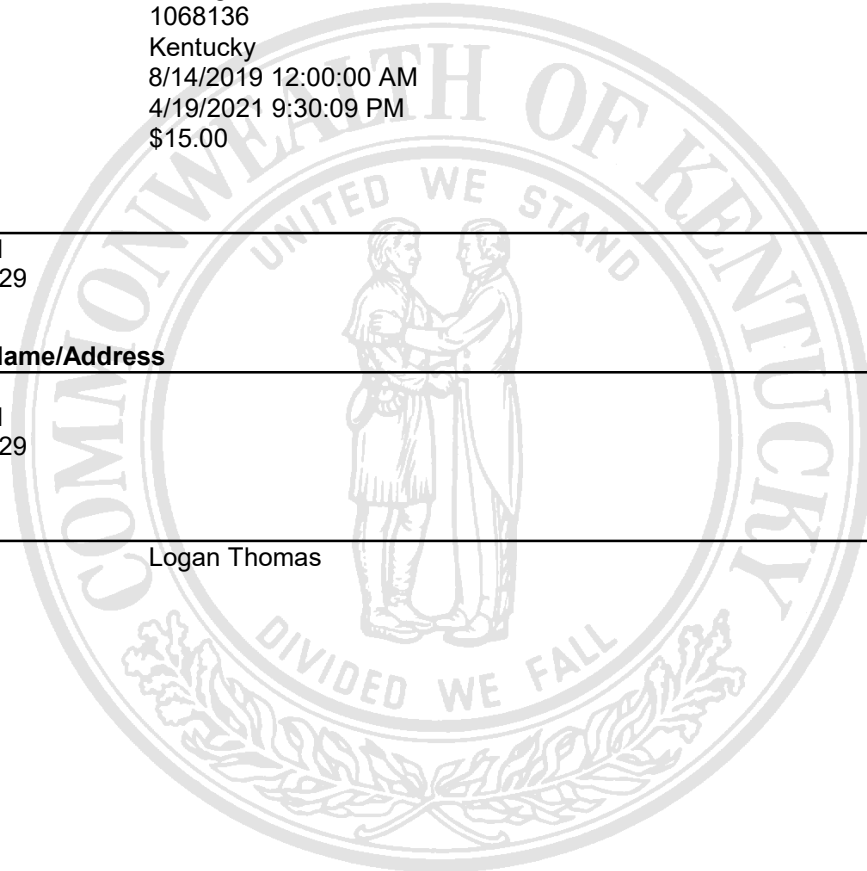 1068136
Kentucky
8/14/2019 12:00:00 AM
4/19/2021 9:30:09 PM
$15.00
29
Name/Address
29
Logan Thomas
COMMONWEALTH OF KENTUCKY
UNITED WE STAND
DIVIDED WE FALL